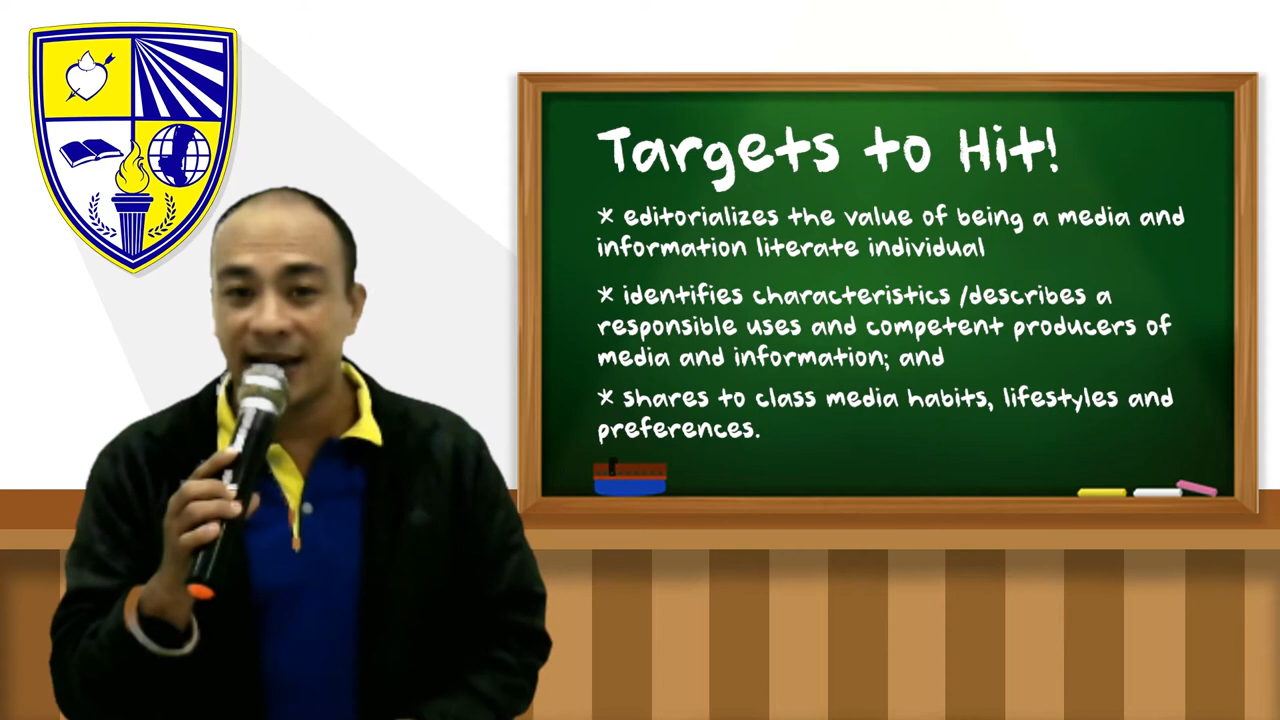 Targets to Hit!
* editorializes the value of being a media and
information literate individual
* identifies characteristics /describes a
responsible uses and competent producers of
media and information; and
* shares to class media habits, lifestyles and
preferences.